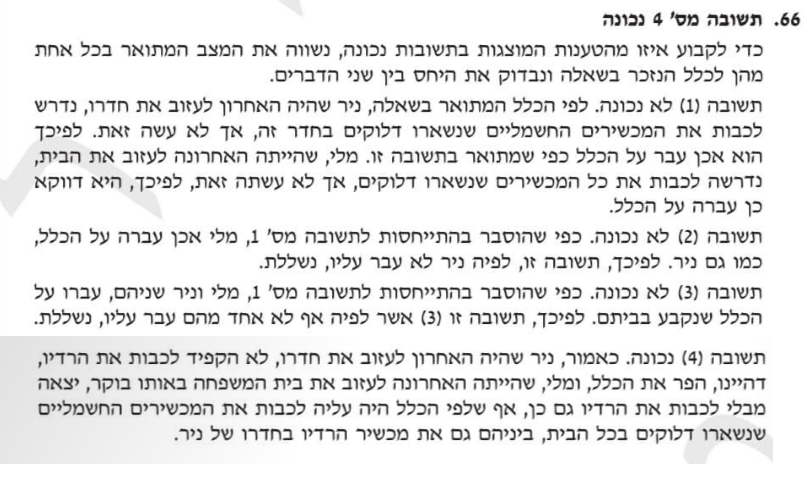 66. תשובה מס' 4 נכונה
כדי לקבוע איזו מהטענות המוצגות בתשובות נכונה, נשווה את המצב המתואר בכל אחת
מהן לכלל הנזכר בשאלה ונבדוק את היחס בין שני הדברים.
תשובה (1) לא נכונה. לפי הכלל המתואר בשאלה, ניר שהיה האחרון לעזוב את חדרו, נדרש
לכבות את המכשירים החשמליים שנשארו דלוקים בחדר זה, אך לא עשה זאת. לפיכך
הוא אכן עבר על הכלל כפי שמתואר בתשובה זו. מלי, שהייתה האחרונה לעזוב את הבית,
נדרשה לכבות את כל המכשירים שנשארו דלוקים, אך לא עשתה זאת, לפיכך, היא דווקא
כן עברה על הכלל.
תשובה (2) לא נכונה. כפי שהוסבר בהתייחסות לתשובה מס' 1, מלי אכן עברה על הכלל,
כמו גם ניר. לפיכך, תשובה זו, לפיה ניר לא עבר עליו, נשללת.
תשובה (3) לא נכונה. כפי שהוסבר בהתייחסות לתשובה מס' 1, מלי וניר שניהם, עברו על
הכלל שנקבע בביתם. לפיכך, תשובה זו (3) אשר לפיה אף לא אחד מהם עבר עליו, נשללת.
תשובה (4) נכונה. כאמור, ניר שהיה האחרון לעזוב את חדרו, לא הקפיד לכבות את הרדיו,
דהיינו, הפר את הכלל, ומלי, שהייתה האחרונה לעזוב את בית המשפחה באותו בוקר, יצאה
מבלי לכבות את הרדיו גם כן, אף שלפי הכלל היה עליה לכבות את המכשירים החשמליים
שנשארו דלוקים בכל הבית, ביניהם גם את מכשיר הרדיו בחדרו של ניר.